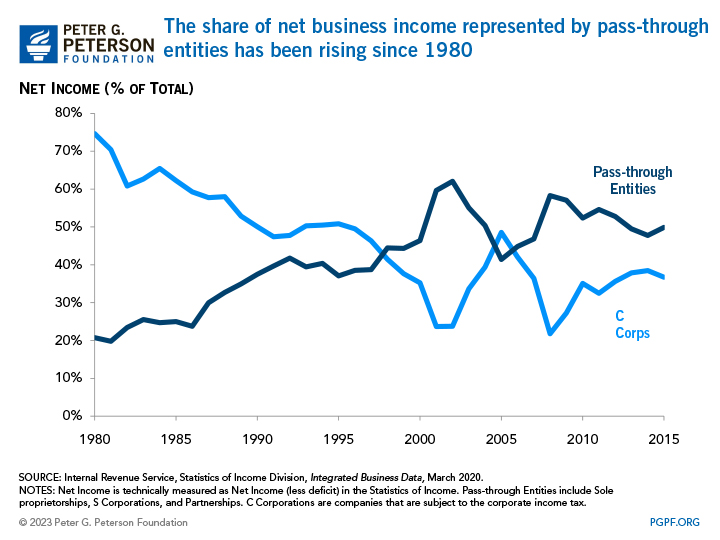 PETER G.
PETERSON
FOUNDATION
The share of net business income represented by pass-through
entities has been rising since 1980
NET INCOME (% OF TOTAL)
80%
70%
60%
50%
40%
30%
20%
10%
0%
Pass-through
Entities
C
Corps
1980
1985
1990
1995
2000
2005
2010
2015
SOURCE: Internal Revenue Service, Statistics of Income Division, Integrated Business Data, March 2020.
NOTES: Net Income is technically measured as Net Income (less deficit) in the Statistics of Income. Pass-through Entities include Sole
proprietorships, S Corporations, and Partnerships. C Corporations are companies that are subject to the corporate income tax.
© 2023 Peter G. Peterson Foundation
PGPF.ORG